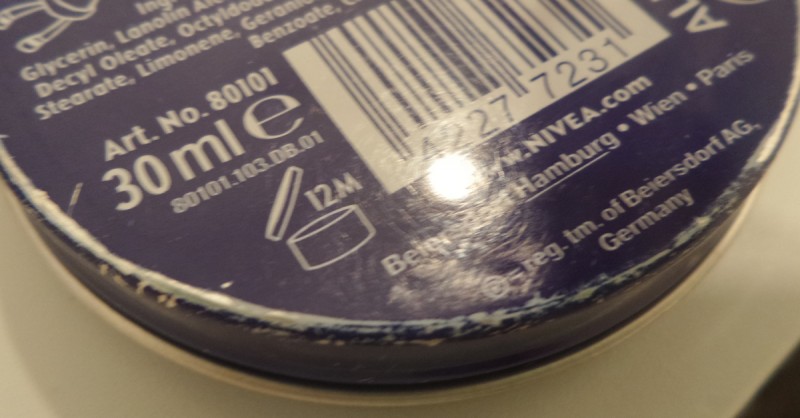 Glycerin, Lanolin
Decyl Oleate,
Stearate, Limonene,
Benzoate,
Art. No. 80101
30 ml e
80101.103.08.01
12M
7231
.NIVEA.com
Hamburg • Wien • Paris
reg. tm. of Beiersdorf AG,
Germany